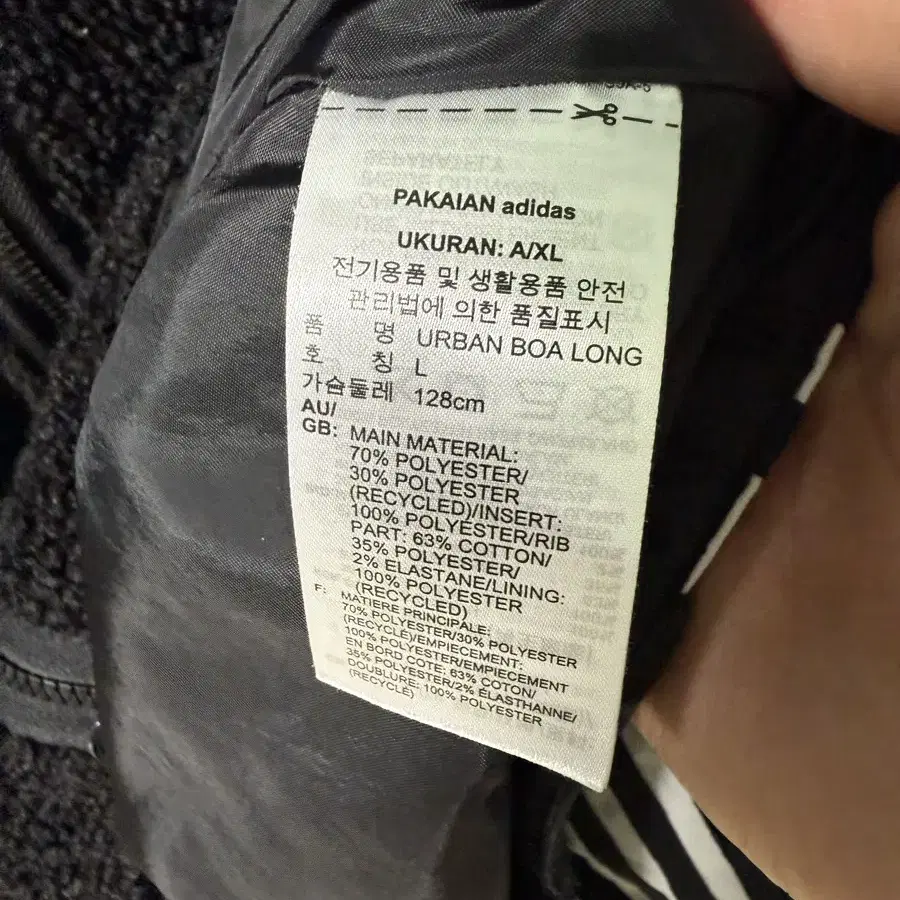 PAKAIAN adidas
UKURAN: A/XL
전기용품 및 생활용품 안전
관리법에 의한 품질표시
품 명 URBAN BOA LONG
호 칭 L
가슴둘레 128cm
AU/
GB: MAIN MATERIAL:
70% POLYESTER/
30% POLYESTER
(RECYCLED)/INSERT:
100% POLYESTER/RIB
PART: 63% COTTON/
35% POLYESTER/
2% ELASTANE/LINING:
100% POLYESTER
(RECYCLED)
F: MATIERE PRINCIPALE:
70% POLYESTER/30% POLYESTER
(RECYCLÉ)/EMPIECEMENT:
100% POLYESTER/EMPIECEMENT
EN BORD COTE: 63% COTON/
35% POLYESTER/2% ÉLASTHANNE/
DOUBLURE: 100% POLYESTER
(RECYCLÉ)